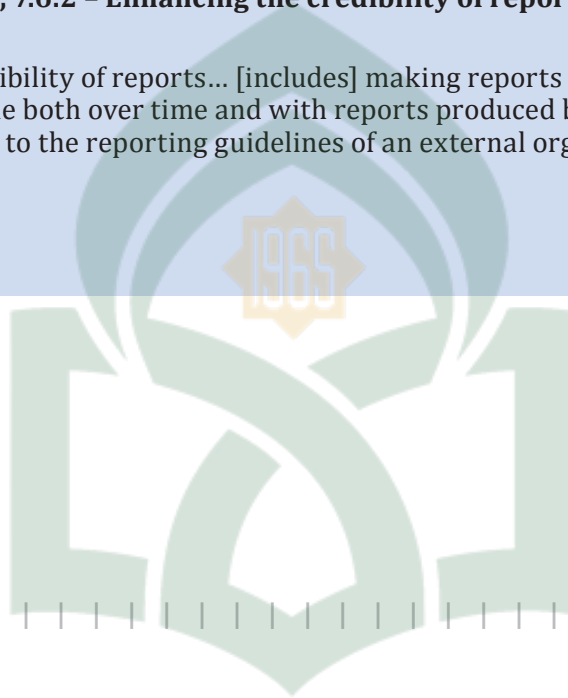 7.6.2 – Enhancing the credibility of repor
ibility of reports… [includes] making reports
e both over time and with reports produced b
to the reporting guidelines of an external org
1965